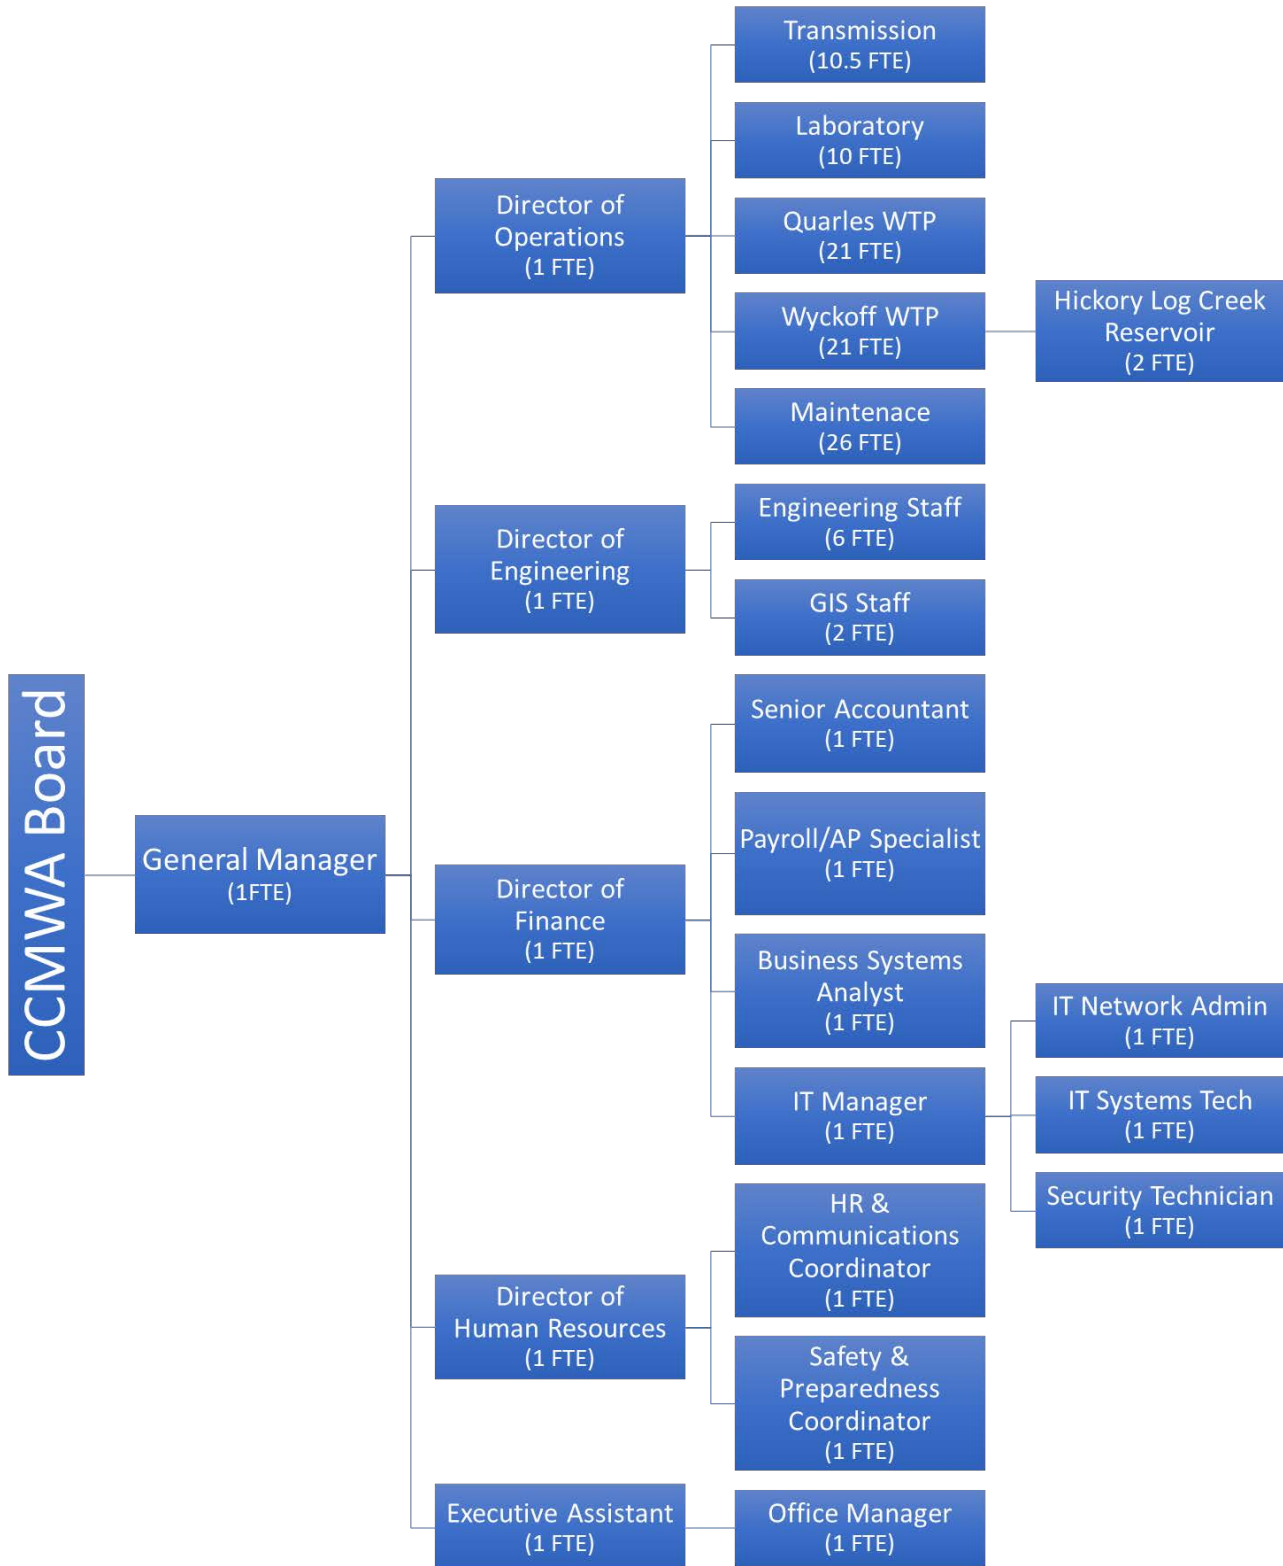 CCMWA Board
General Manager
(1FTE)
Director of
Operations
(1 FTE)
Transmission
(10.5 FTE)
Laboratory
(10 FTE)
Quarles WTP
(21 FTE)
Wyckoff WTP
(21 FTE)
Hickory Log Creek
Reservoir
(2 FTE)
Maintenace
(26 FTE)
Director of
Engineering
(1 FTE)
Engineering Staff
(6 FTE)
GIS Staff
(2 FTE)
Director of
Finance
(1 FTE)
Senior Accountant
(1 FTE)
Payroll/AP Specialist
(1 FTE)
Business Systems
Analyst
(1 FTE)
IT Manager
(1 FTE)
IT Network Admin
(1 FTE)
IT Systems Tech
(1 FTE)
Security Technician
(1 FTE)
Director of
Human Resources
(1 FTE)
HR &
Communications
Coordinator
(1 FTE)
Safety &
Preparedness
Coordinator
(1 FTE)
Executive Assistant
(1 FTE)
Office Manager
(1 FTE)